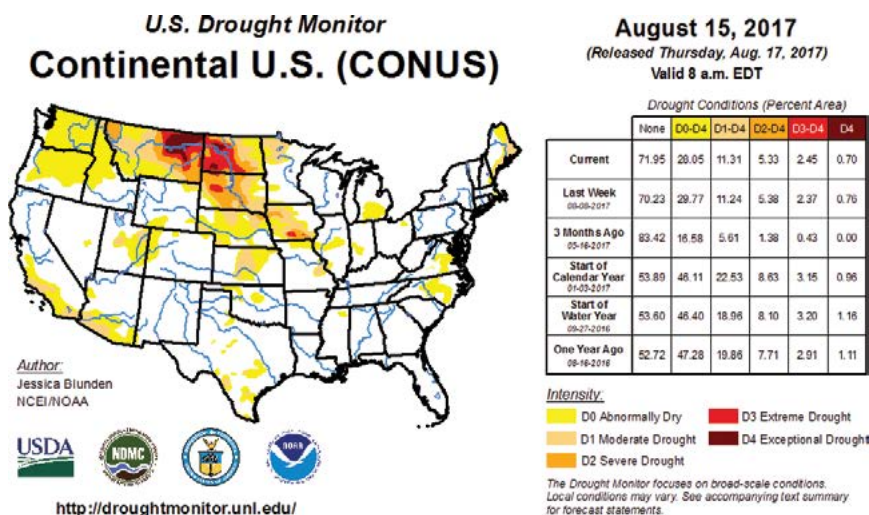 U.S. Drought Monitor
Continental U.S. (CONUS)
August 15, 2017
(Released Thursday, Aug. 17, 2017)
Valid 8 a.m. EDT
Drought Conditions (Percent Area)
None D0-D4 D1-D4 D2-D4 D3-D4 D4
Current 71.95 28.05 11.31 5.33 2.45 0.70
Last Week 70.23 29.77 11.24 5.38 2.37 0.76
08-08-2017
3 Months Ago 83.42 16.58 5.61 1.38 0.43 0.00
05-16-2017
Start of
Calendar Year 53.89 46.11 22.53 8.63 3.15 0.96
01-03-2017
Start of
Water Year 53.60 46.40 18.96 8.10 3.20 1.16
09-27-2016
One Year Ago 52.72 47.28 19.86 7.71 2.91 1.11
08-16-2016
Intensity:
D0 Abnormally Dry
D1 Moderate Drought
D2 Severe Drought
D3 Extreme Drought
D4 Exceptional Drought
The Drought Monitor focuses on broad-scale conditions.
Local conditions may vary. See accompanying text summary
for forecast statements.
Author:
Jessica Blunden
NCEI/NOAA
USDA
NDMC
NOAA
http://droughtmonitor.unl.edu/